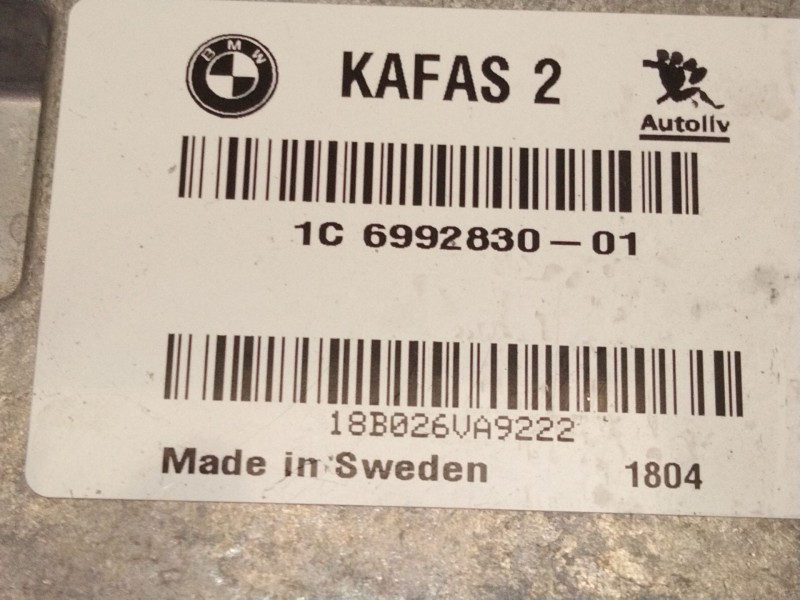 BMW
KAFAS 2
Autoliv
1C 6992830-01
18B026VA9222
Made in Sweden 1804